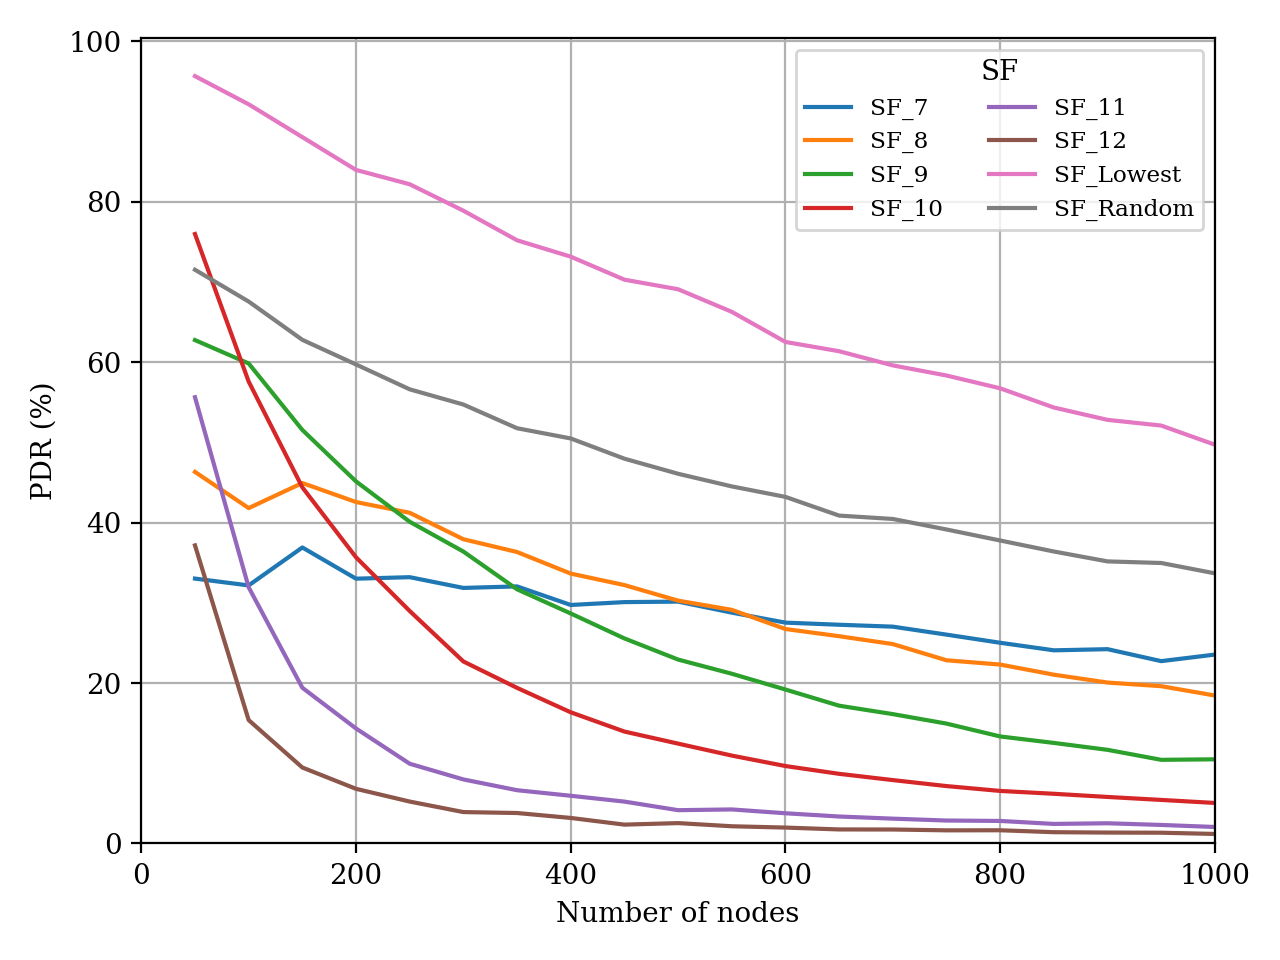 SF
SF_7 SF_11
SF_8 SF_12
SF_9 SF_Lowest
SF_10 SF_Random
PDR (%)
100
80
60
40
20
0
0 200 400 600 800 1000
Number of nodes